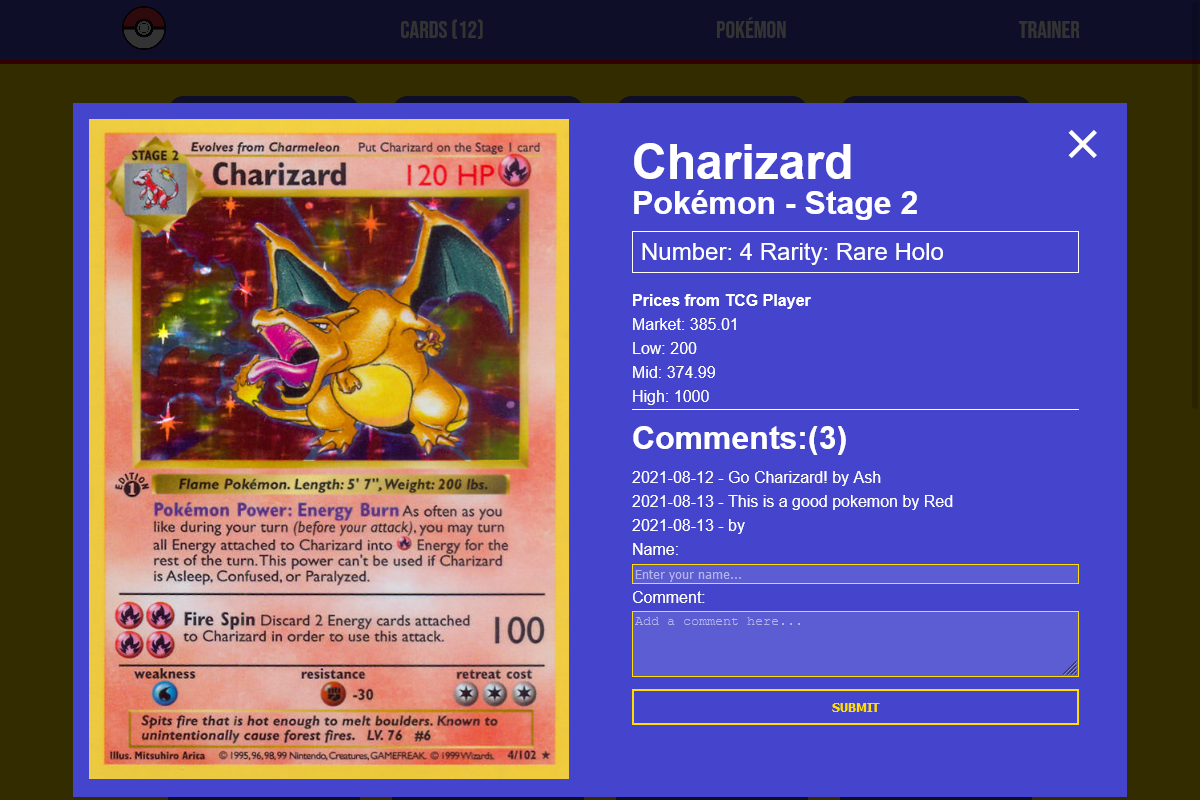 CARDS (12)
POKÉMON
TRAINER
STAGE 2
Evolves from Charmeleon
Put Charizard on the Stage 1 card
Charizard
120 HP
EDITION
1
Flame Pokémon. Length: 5' 7", Weight: 200 lbs.
Pokémon Power: Energy Burn As often as you
like during your turn (before your attack), you may turn
all Energy attached to Charizard into Energy for the
rest of the turn. This power can't be used if Charizard
is Asleep, Confused, or Paralyzed.
Fire Spin Discard 2 Energy cards attached
to Charizard in order to use this attack.
100
weakness
resistance
retreat cost
-30
Spits fire that is hot enough to melt boulders. Known to
unintentionally cause forest fires. LV. 76 #6
Illus. Mitsuhiro Arita © 1995, 96, 98, 99 Nintendo, Creatures, GAMEFREAK. © 1999 Wizards. 4/102 ★
Charizard
Pokémon - Stage 2
Number: 4 Rarity: Rare Holo
Prices from TCG Player
Market: 385.01
Low: 200
Mid: 374.99
High: 1000
Comments:(3)
2021-08-12 - Go Charizard! by Ash
2021-08-13 - This is a good pokemon by Red
2021-08-13 - by
Name:
Enter your name...
Comment:
Add a comment here...
SUBMIT